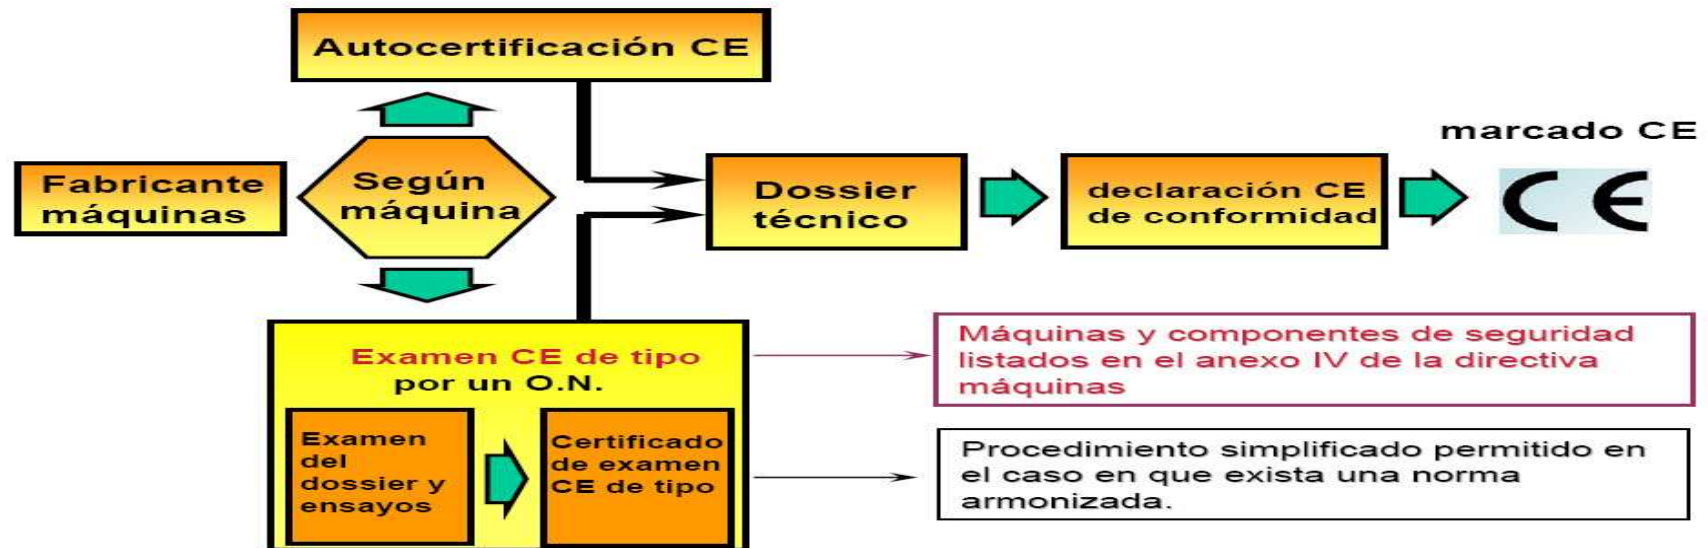 Autocertificación CE
marcado CE
Fabricante
máquinas
Según
máquina
Dossier
técnico
declaración CE
de conformidad
CE
Examen CE de tipo
por un O.N.
Examen
del
dossier y
ensayos
Certificado
de examen
CE de tipo
Máquinas y componentes de seguridad
listados en el anexo IV de la directiva
máquinas
Procedimiento simplificado permitido en
el caso en que exista una norma
armonizada.